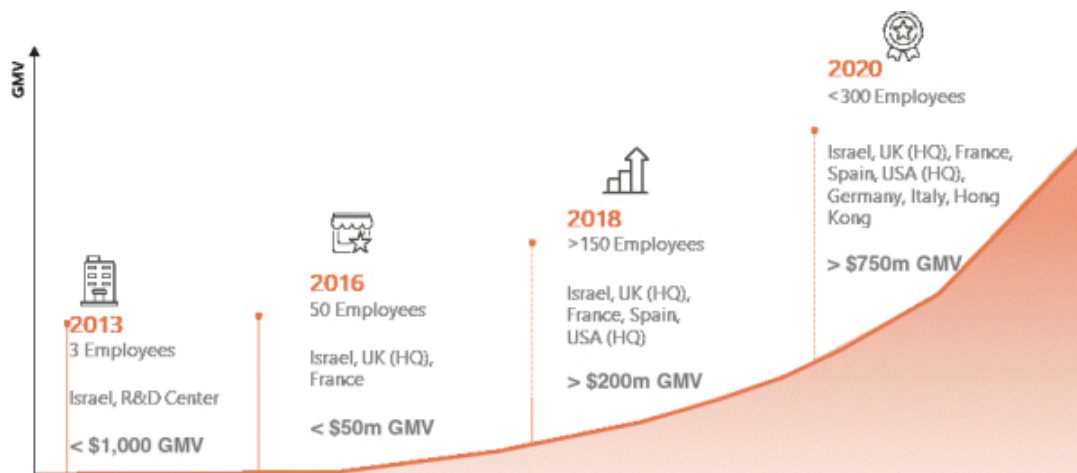 GMV
2013
3 Employees
Israel, R&D Center
< $1,000 GMV
2016
50 Employees
Israel, UK (HQ),
France
< $50m GMV
2018
>150 Employees
Israel, UK (HQ),
France, Spain,
USA (HQ)
> $200m GMV
2020
<300 Employees
Israel, UK (HQ), France,
Spain, USA (HQ),
Germany, Italy, Hong
Kong
> $750m GMV